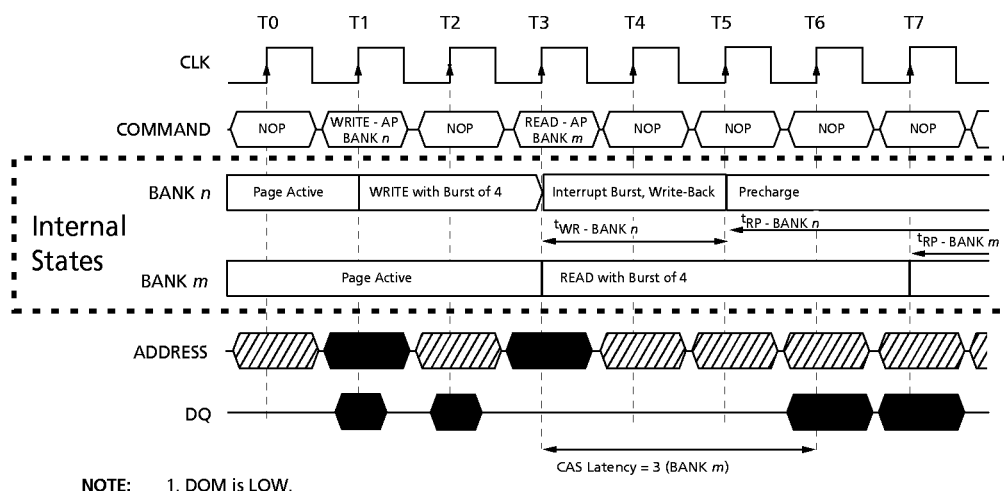 T0 T1 T2 T3 T4 T5 T6 T7
CLK
COMMAND NOP WRITE - AP BANK n NOP READ - AP BANK m NOP NOP NOP NOP
BANK n Page Active WRITE with Burst of 4 Interrupt Burst, Write-Back Precharge
Internal States
tWR - BANK n tRP - BANK n
tRP - BANK m
BANK m Page Active READ with Burst of 4
ADDRESS
DQ
CAS Latency = 3 (BANK m)
NOTE: 1. DQM is LOW.